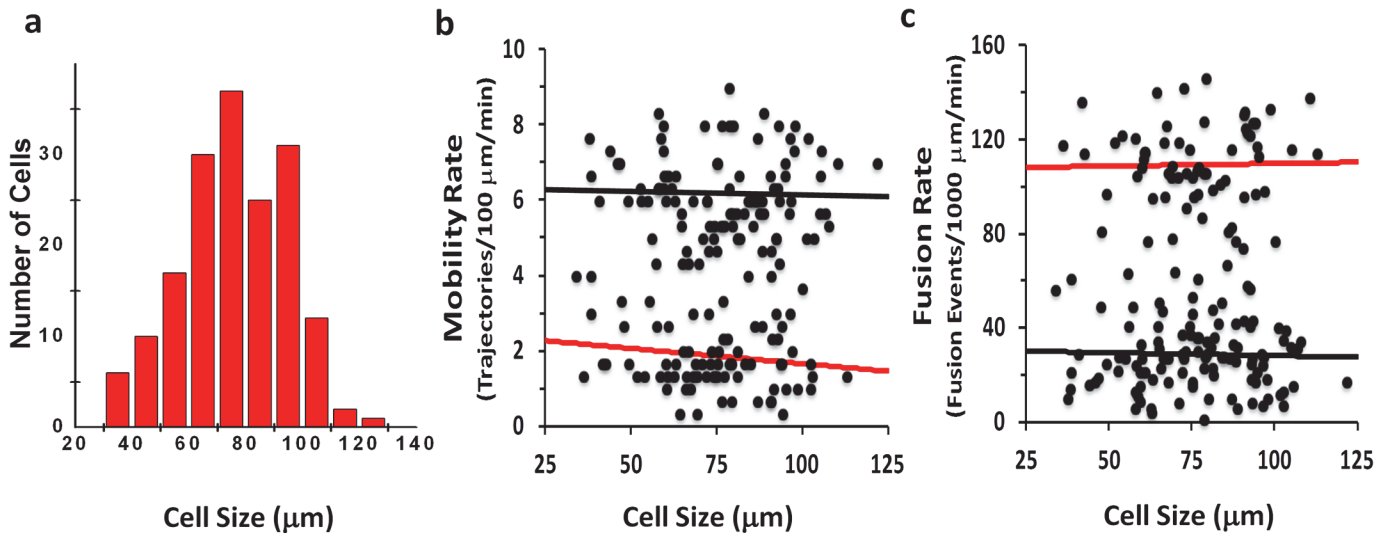 a
Number of Cells
30
30
20
10
0
20 40 60 80 100 120 140
Cell Size (μm)
b
Mobility Rate
(Trajectories/100 μm/min)
10
8
6
4
2
0
25 50 75 100 125
Cell Size (μm)
c
Fusion Rate
(Fusion Events/1000 μm/min)
160
120
80
40
0
25 50 75 100 125
Cell Size (μm)